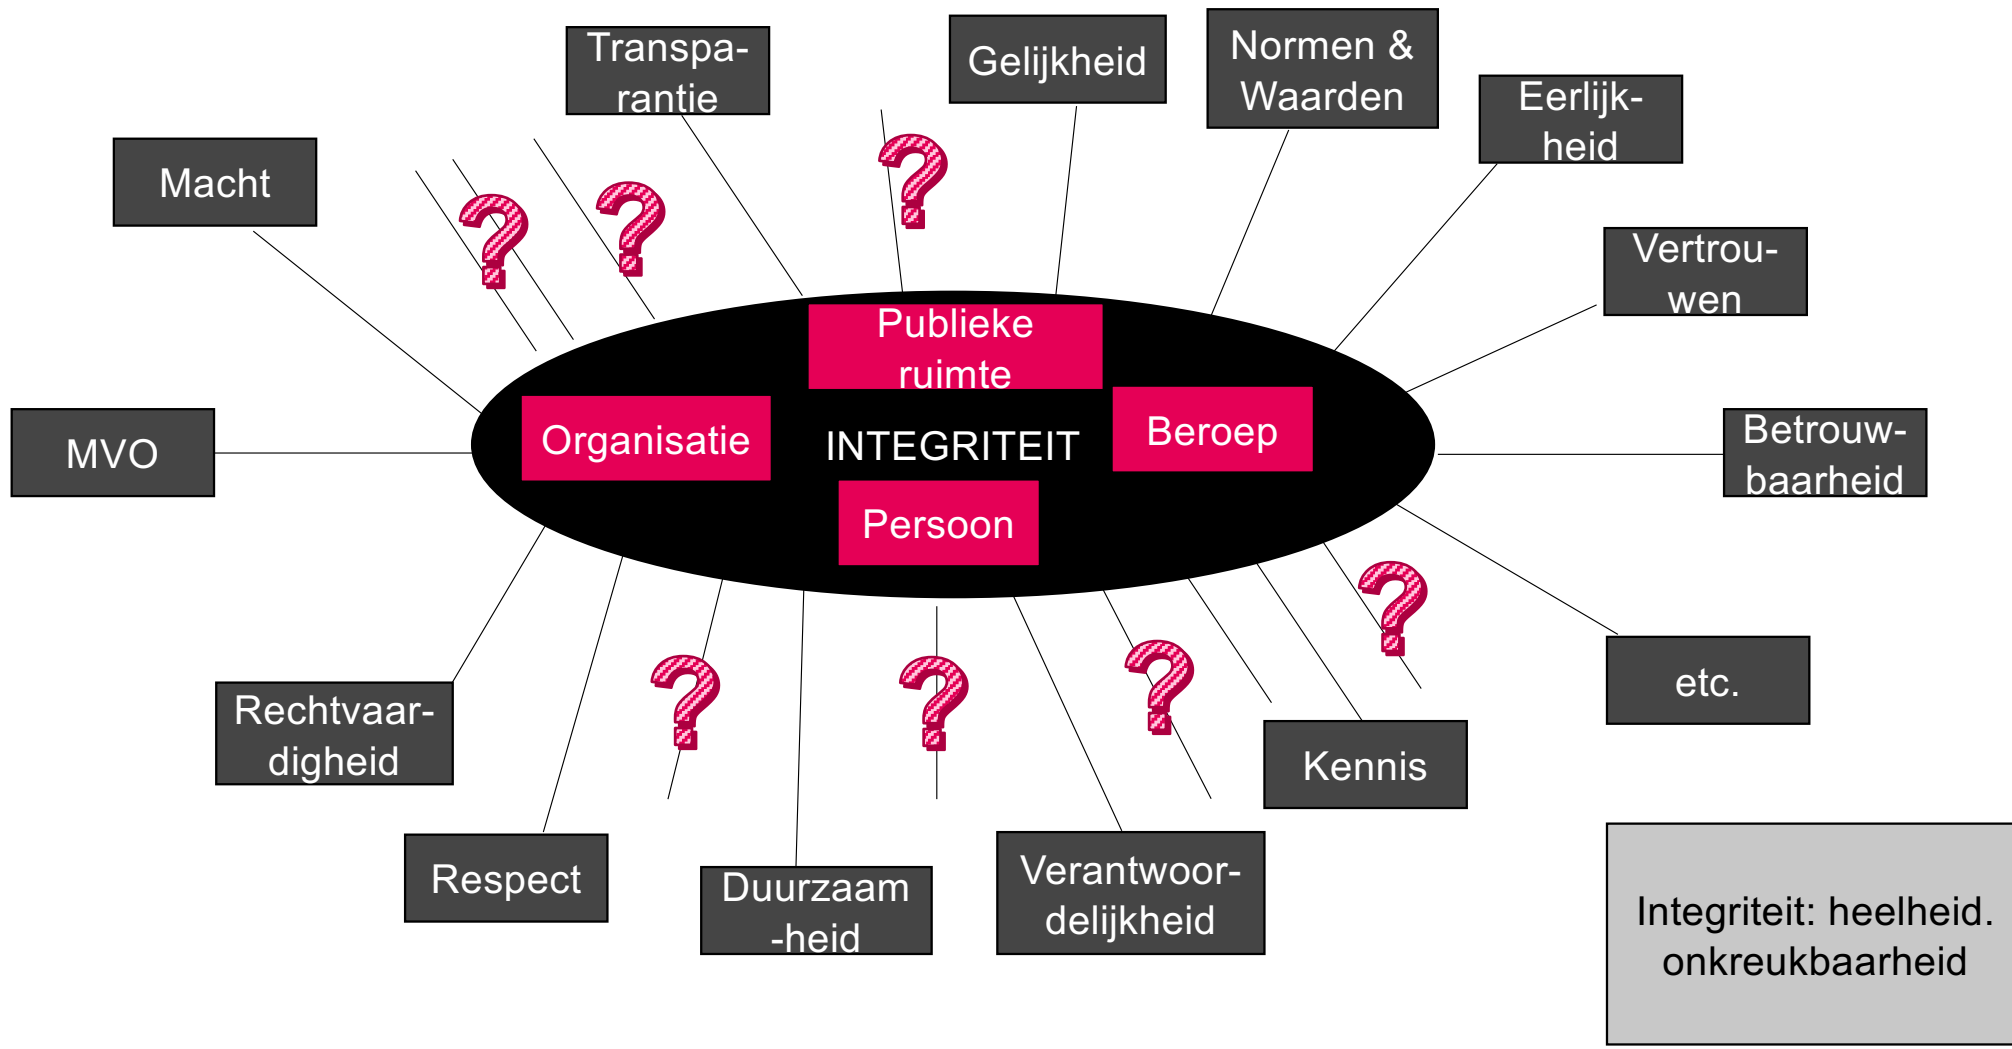 Transpa-
rantie
Gelijkheid
Normen &
Waarden
Eerlijk-
heid
Macht
?
?
?
Vertrou-
wen
Publieke
ruimte
Organisatie
INTEGRITEIT
Beroep
Persoon
MVO
Betrouw-
baarheid
?
?
?
?
Rechtvaar-
digheid
etc.
Kennis
Respect
Duurzaam
-heid
Verantwoor-
delijkheid
Integriteit: heelheid.
onkreukbaarheid